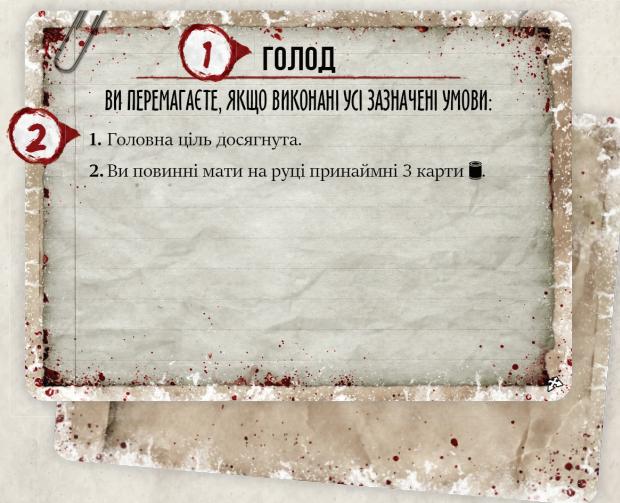 1
ГОЛОД
ВИ ПЕРЕМАГАЄТЕ, ЯКЩО ВИКОНАНІ УСІ ЗАЗНАЧЕНІ УМОВИ:
2
1. Головна ціль досягнута.
2. Ви повинні мати на руці принаймні 3 карти .